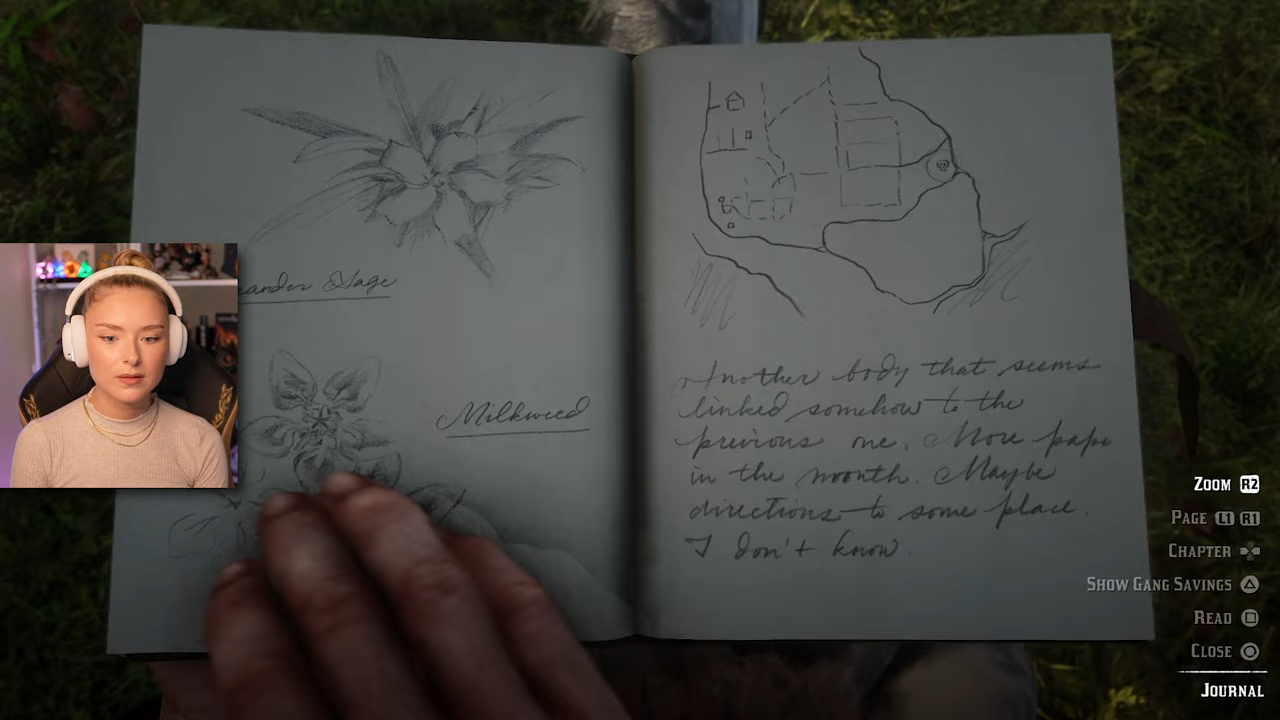 eander Sage
Milkweed
Another body that seems
linked somehow to the
previous one. More pape
in the mouth. Maybe
directions to some place.
I don't know.
ZOOM R2
PAGE L1 R1
CHAPTER
SHOW GANG SAVINGS
READ
CLOSE
JOURNAL